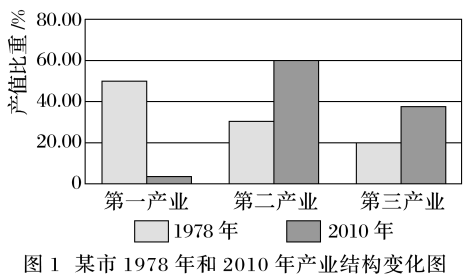 80.00
60.00
40.00
20.00
0
产值比重/%
第一产业 第二产业 第三产业
1978 年 2010 年
图 1 某市 1978 年和 2010 年产业结构变化图